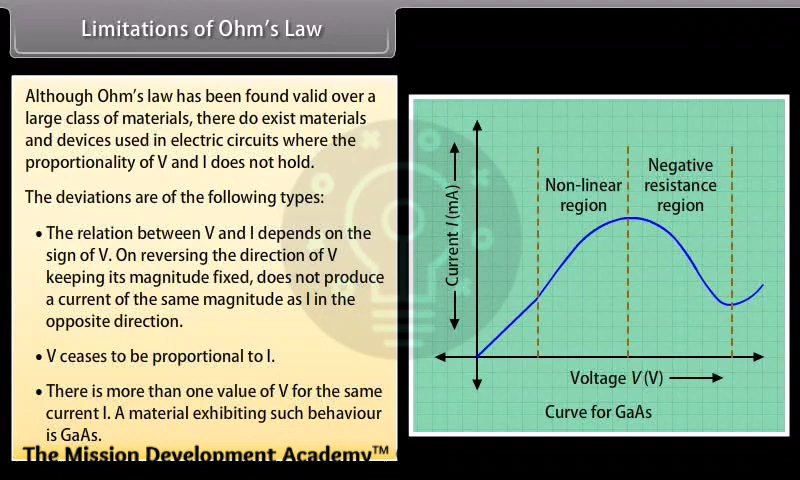 Limitations of Ohm's Law
Although Ohm's law has been found valid over a
large class of materials, there do exist materials
and devices used in electric circuits where the
proportionality of V and I does not hold.
The deviations are of the following types:
• The relation between V and I depends on the
sign of V. On reversing the direction of V
keeping its magnitude fixed, does not produce
a current of the same magnitude as I in the
opposite direction.
• V ceases to be proportional to I.
• There is more than one value of V for the same
current I. A material exhibiting such behaviour
is GaAs.
The Mission Development Academy™
Current I (mA)
Non-linear
region
Negative
resistance
region
Voltage V (V)
Curve for GaAs